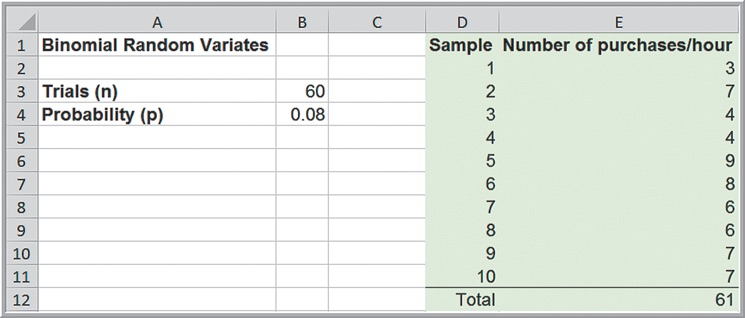 A B C D E
1 Binomial Random Variates Sample Number of purchases/hour
2 1 3
3 Trials (n) 60 2 7
4 Probability (p) 0.08 3 4
5 4 4
6 5 9
7 6 8
8 7 6
9 8 6
10 9 7
11 10 7
12 Total 61